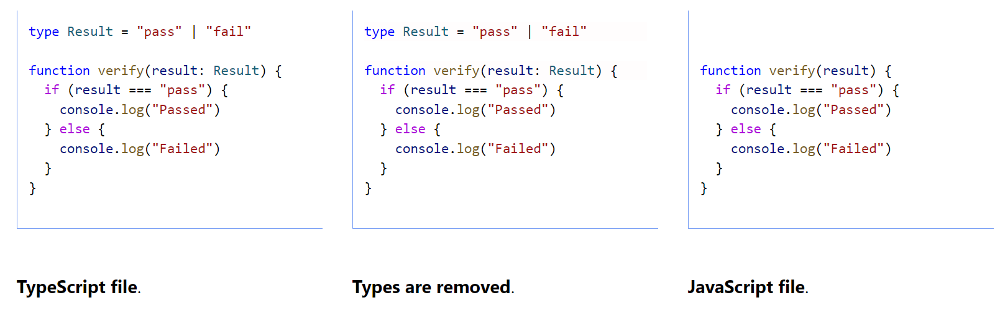 type Result = "pass" | "fail"
function verify(result: Result) {
  if (result === "pass") {
    console.log("Passed")
  } else {
    console.log("Failed")
  }
}
TypeScript file.
type Result = "pass" | "fail"
function verify(result: Result) {
  if (result === "pass") {
    console.log("Passed")
  } else {
    console.log("Failed")
  }
}
Types are removed.
function verify(result) {
  if (result === "pass") {
    console.log("Passed")
  } else {
    console.log("Failed")
  }
}
JavaScript file.